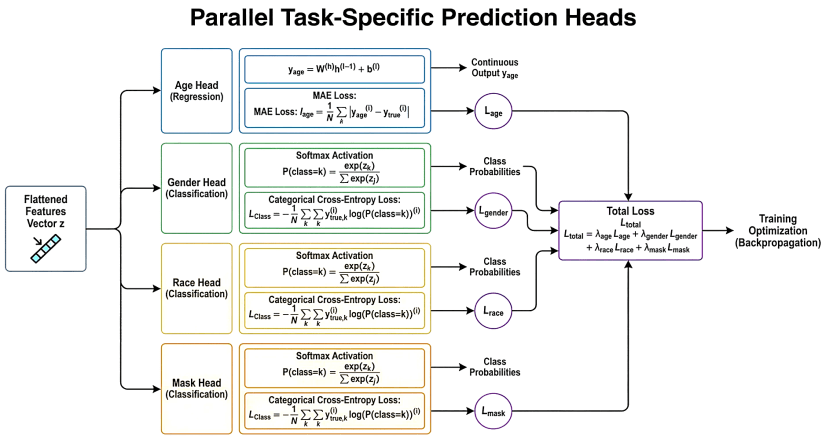 Parallel Task-Specific Prediction Heads
Flattened
Features
Vector z
Age Head
(Regression)
y_age = W^(h)h^(l−1) + b^(i)
MAE Loss:
MAE Loss: l_age = 1/N ∑_k |y_age^(i) − y_true^(i)|
Continuous
Output y_age
L_age
Gender Head
(Classification)
Softmax Activation
P(class=k) = exp(z_k) / ∑ exp(z_j)
Categorical Cross-Entropy Loss:
L_Class = −1/N ∑_k ∑_k y_true,k^(i) log(P(class=k))^(i)
Class
Probabilities
L_gender
Race Head
(Classification)
Softmax Activation
P(class=k) = exp(z_k) / ∑ exp(z_j)
Categorical Cross-Entropy Loss:
L_Class = −1/N ∑_k ∑_k y_true,k^(i) log(P(class=k))^(i)
Class
Probabilities
L_race
Mask Head
(Classification)
Softmax Activation
P(class=k) = exp(z_k) / ∑ exp(z_j)
Categorical Cross-Entropy Loss:
L_Class = −1/N ∑_k ∑_k y_true,k^(i) log(P(class=k))^(i)
Class
Probabilities
L_mask
Total Loss
L_total
L_total = λ_age L_age + λ_gender L_gender
+ λ_race L_race + λ_mask L_mask
Training
Optimization
(Backpropagation)